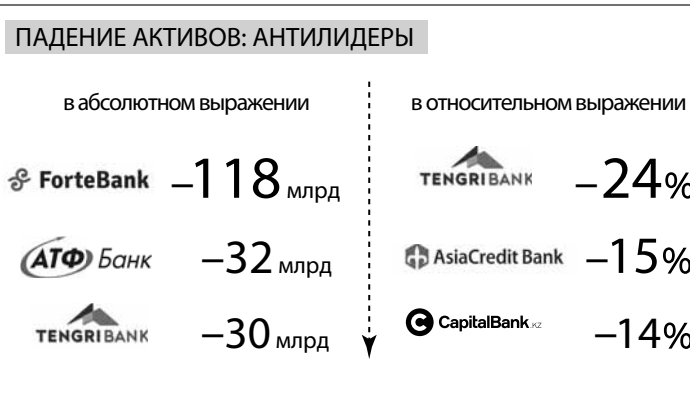 ПАДЕНИЕ АКТИВОВ: АНТИЛИДЕРЫ
в абсолютном выражении
ForteBank –118 млрд
АТФ Банк –32 млрд
TENGRIBANK –30 млрд
в относительном выражении
TENGRIBANK –24%
AsiaCredit Bank –15%
CapitalBank.KZ –14%